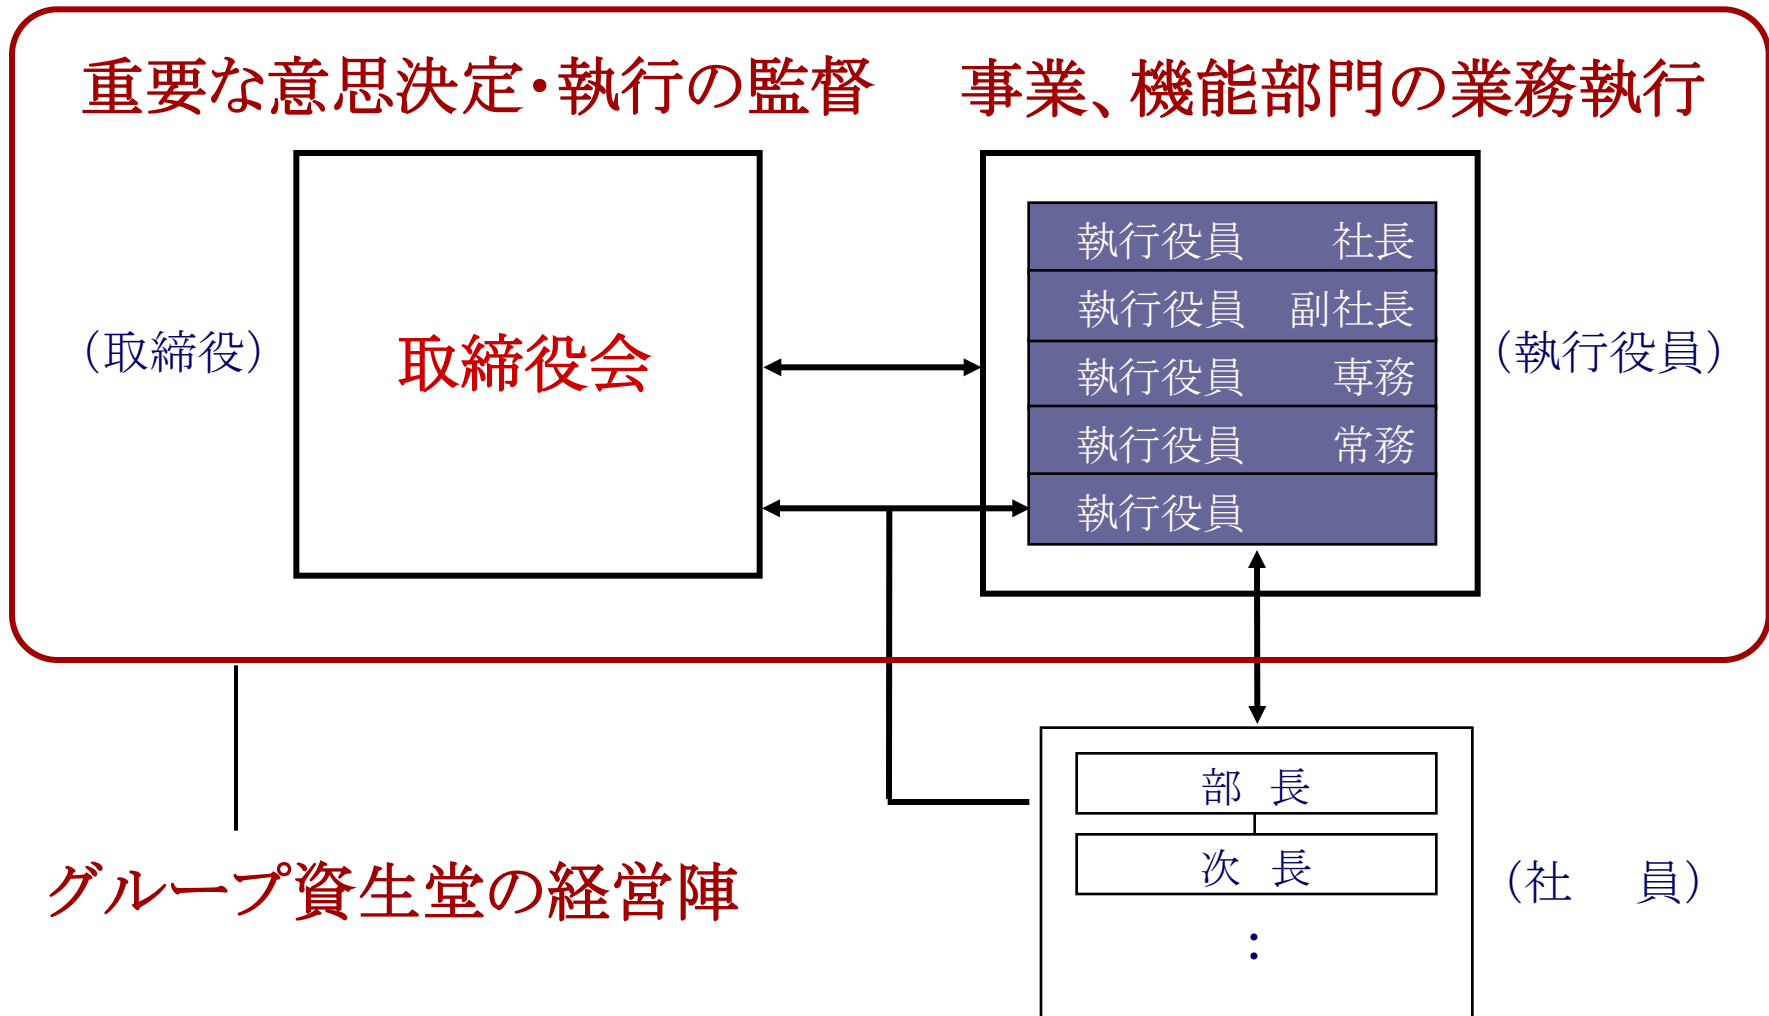 重要な意思決定・執行の監督
事業、機能部門の業務執行
(取締役)
取締役会
執行役員 社長
執行役員 副社長
執行役員 専務
執行役員 常務
執行役員
(執行役員)
グループ資生堂の経営陣
部 長
次 長
:
(社 員)